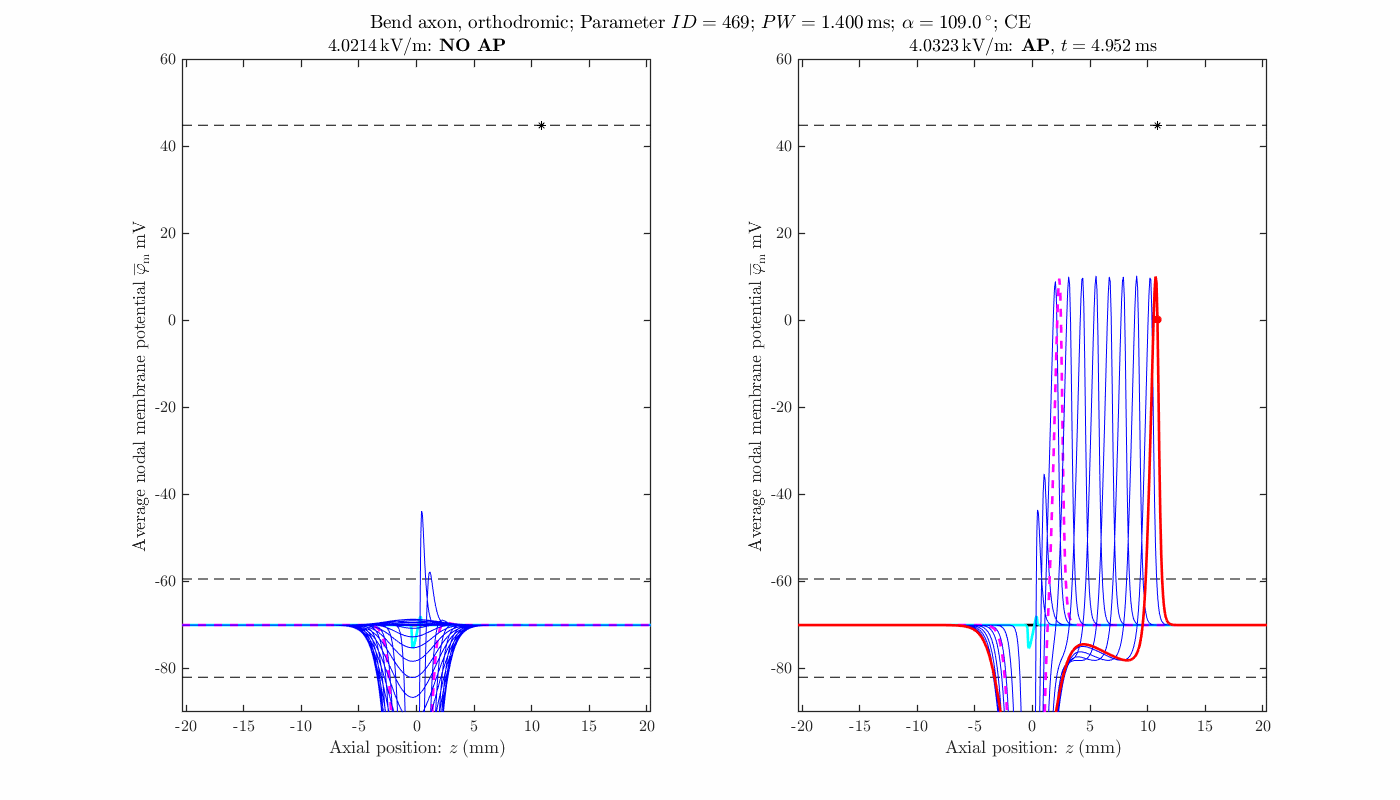 Bend axon, orthodromic; Parameter ID = 469; PW = 1.400 ms; α = 109.0 °; CE
4.0214 kV/m: NO AP
60
40
20
0
-20
-40
-60
-80
-20 -15 -10 -5 0 5 10 15 20
Average nodal membrane potential φ̅m mV
Axial position: z (mm)
4.0323 kV/m: AP, t = 4.952 ms
60
40
20
0
-20
-40
-60
-80
-20 -15 -10 -5 0 5 10 15 20
Average nodal membrane potential φ̅m mV
Axial position: z (mm)